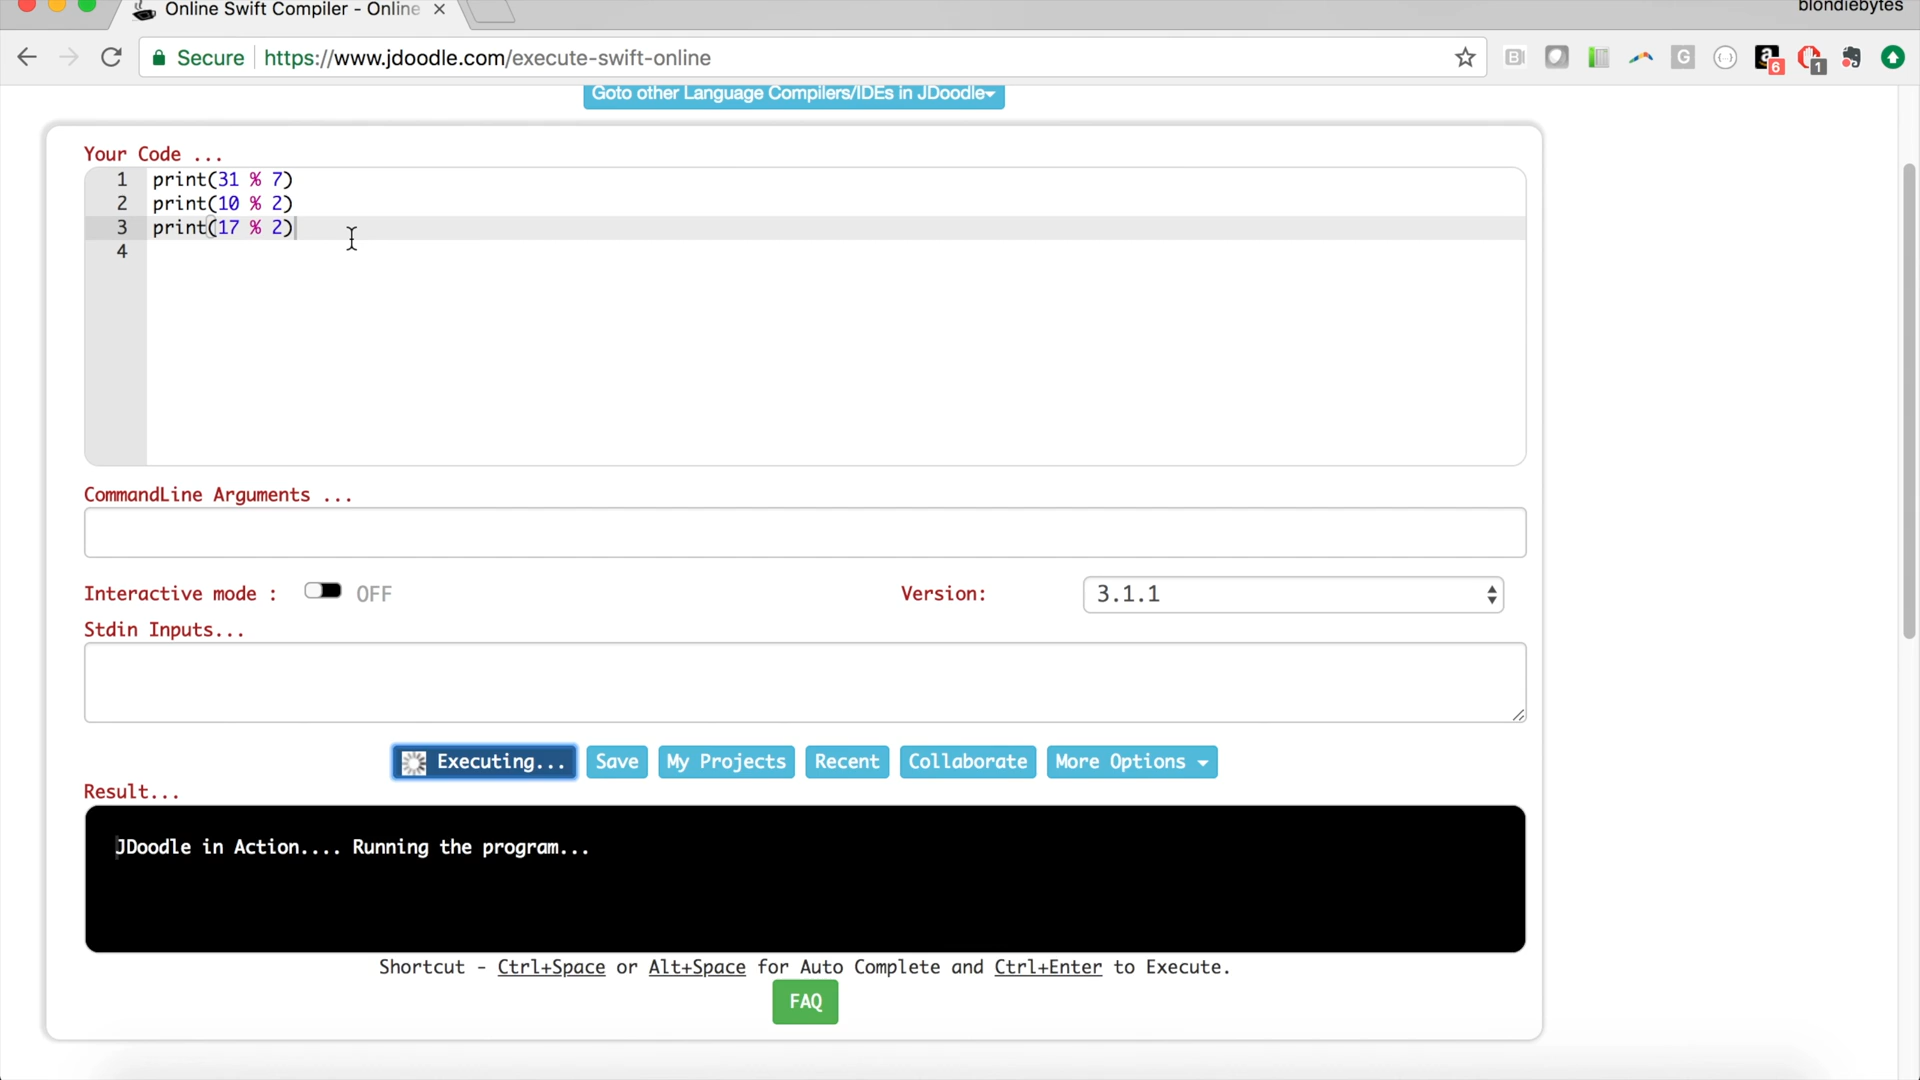 Online Swift Compiler - Online
blondiebytes
Secure https://www.jdoodle.com/execute-swift-online
6
1
Goto other Language Compilers/IDEs in JDoodle
Your Code ...
1 print(31 % 7)
2 print(10 % 2)
3 print(17 % 2)
4
CommandLine Arguments ...
Interactive mode : OFF Version: 3.1.1
Stdin Inputs...
Executing... Save My Projects Recent Collaborate More Options
Result...
JDoodle in Action.... Running the program...
Shortcut - Ctrl+Space or Alt+Space for Auto Complete and Ctrl+Enter to Execute.
FAQ